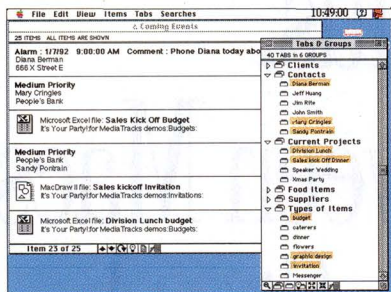 File Edit View Items Tabs Searches 10:49:00
Coming Events
25 ITEMS ALL ITEMS ARE SHOWN
Alarm : 1/7/92 9:00:00 AM Comment : Phone Diana today abo
Diana Berman
666 X Street E
Medium Priority
Mary Cringles
People's Bank
Microsoft Excel file: Sales Kick Off Budget
It's Your Party!for MediaTracks demos:Budgets:
Medium Priority
Sandy Pontrain
MacDraw II file: Sales kickoff Invitation
It's Your Party!for MediaTracks demos:Invitations:
Microsoft Excel file: Division Lunch budget
It's Your Party!for MediaTracks demos:Budgets:
Item 23 of 25
Tabs & Groups
40 TABS in 6 GROUPS
Clients
Contacts
Diana Berman
Jeff Huang
Jim Rite
John Smith
Mary Cringles
Sandy Pontrain
Current Projects
Division Lunch
Sales kick off Dinner
Speaker Wedding
Xmas Party
Food Items
Suppliers
Types of Items
budget
caterers
dinner
flowers
graphic design
invitation
Messenger